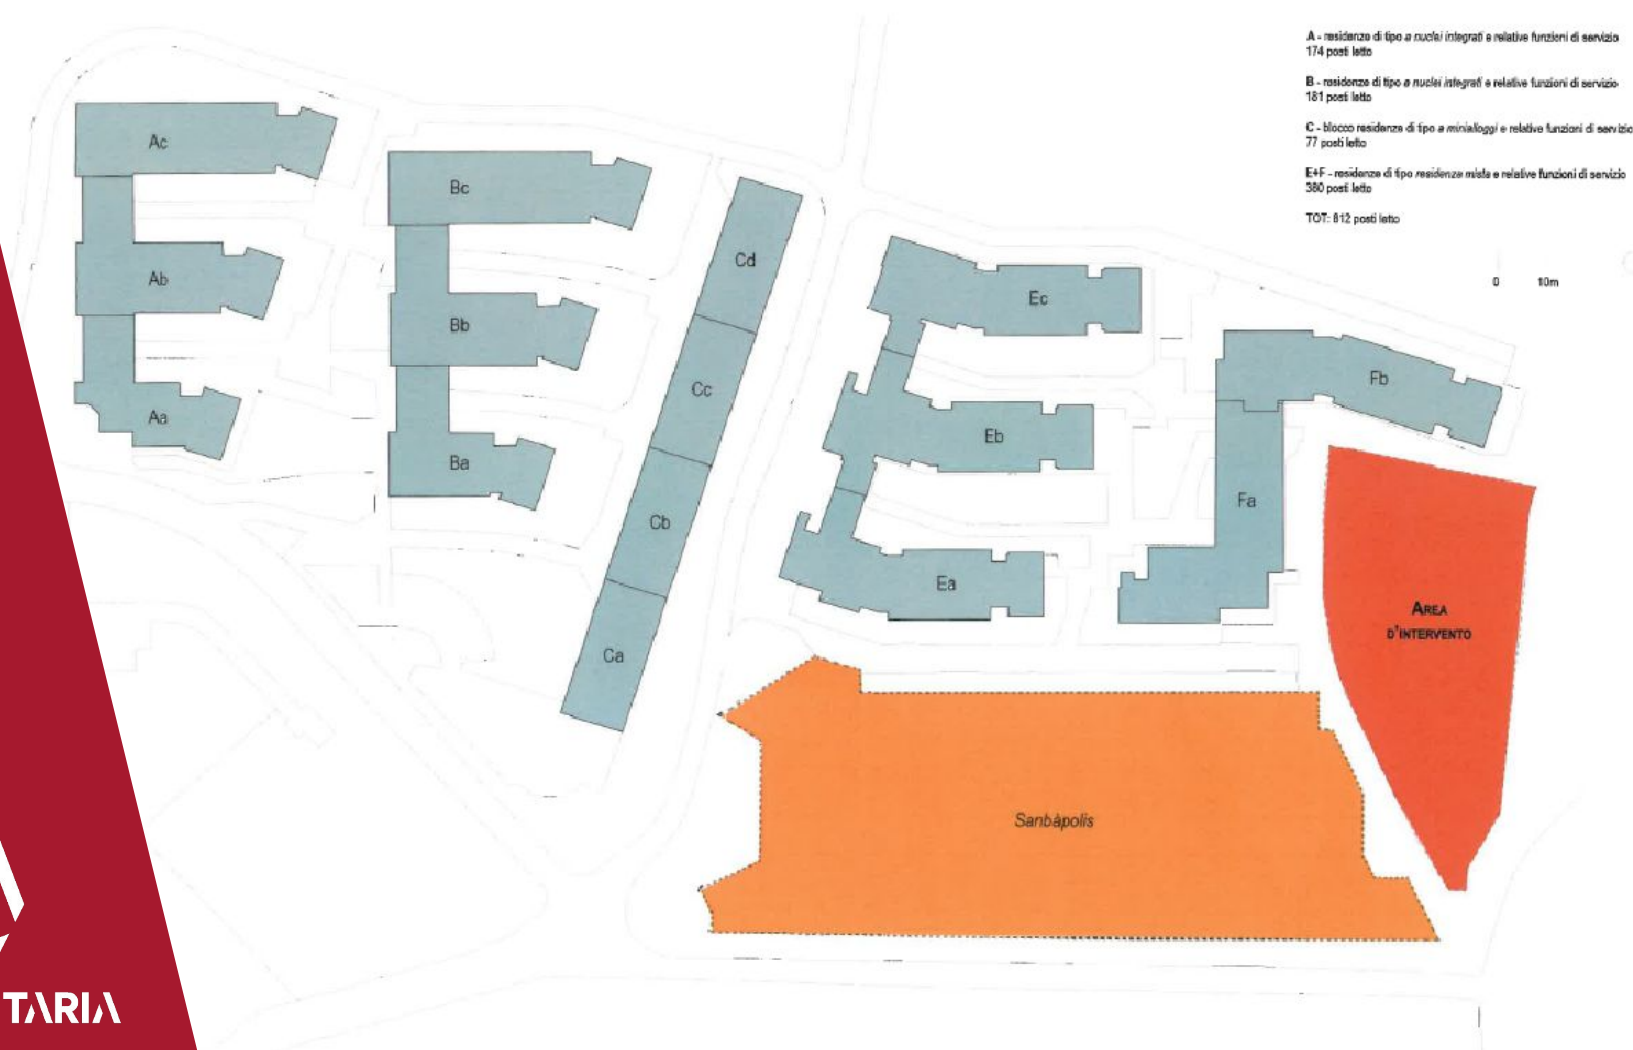 A - residenze di tipo a nuclei integrati e relative funzioni di servizio
174 posti letto
B - residenze di tipo a nuclei integrati e relative funzioni di servizio
181 posti letto
C - blocco residenze di tipo a minialloggi e relative funzioni di servizio
77 posti letto
E+F - residenze di tipo residenze miste e relative funzioni di servizio
380 posti letto
TOT: 812 posti letto
0 10m
Ac
Bc
Cd
Ab
Ec
Bb
Fb
Cc
Aa
Eb
Ba
Fa
Cb
Ea
AREA
D'INTERVENTO
Ca
Sanbàpolis
TARIA